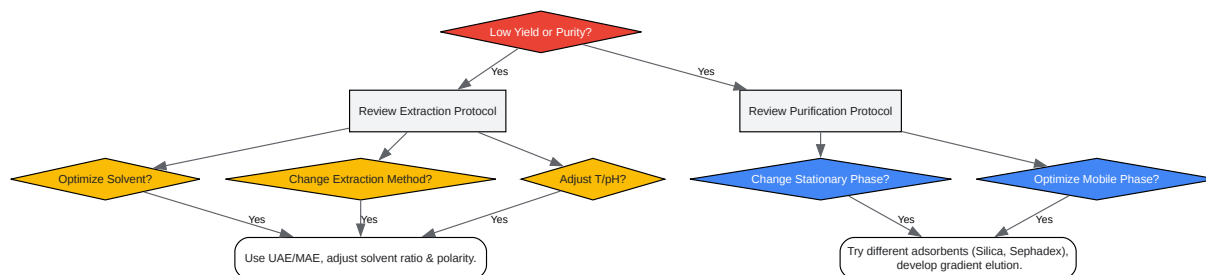 Low Yield or Purity?
Yes
Yes
Review Extraction Protocol
Review Purification Protocol
Optimize Solvent?
Change Extraction Method?
Adjust T/pH?
Change Stationary Phase?
Optimize Mobile Phase?
Yes
Yes
Yes
Yes
Yes
Use UAE/MAE, adjust solvent ratio & polarity.
Try different adsorbents (Silica, Sephadex),
develop gradient elution.